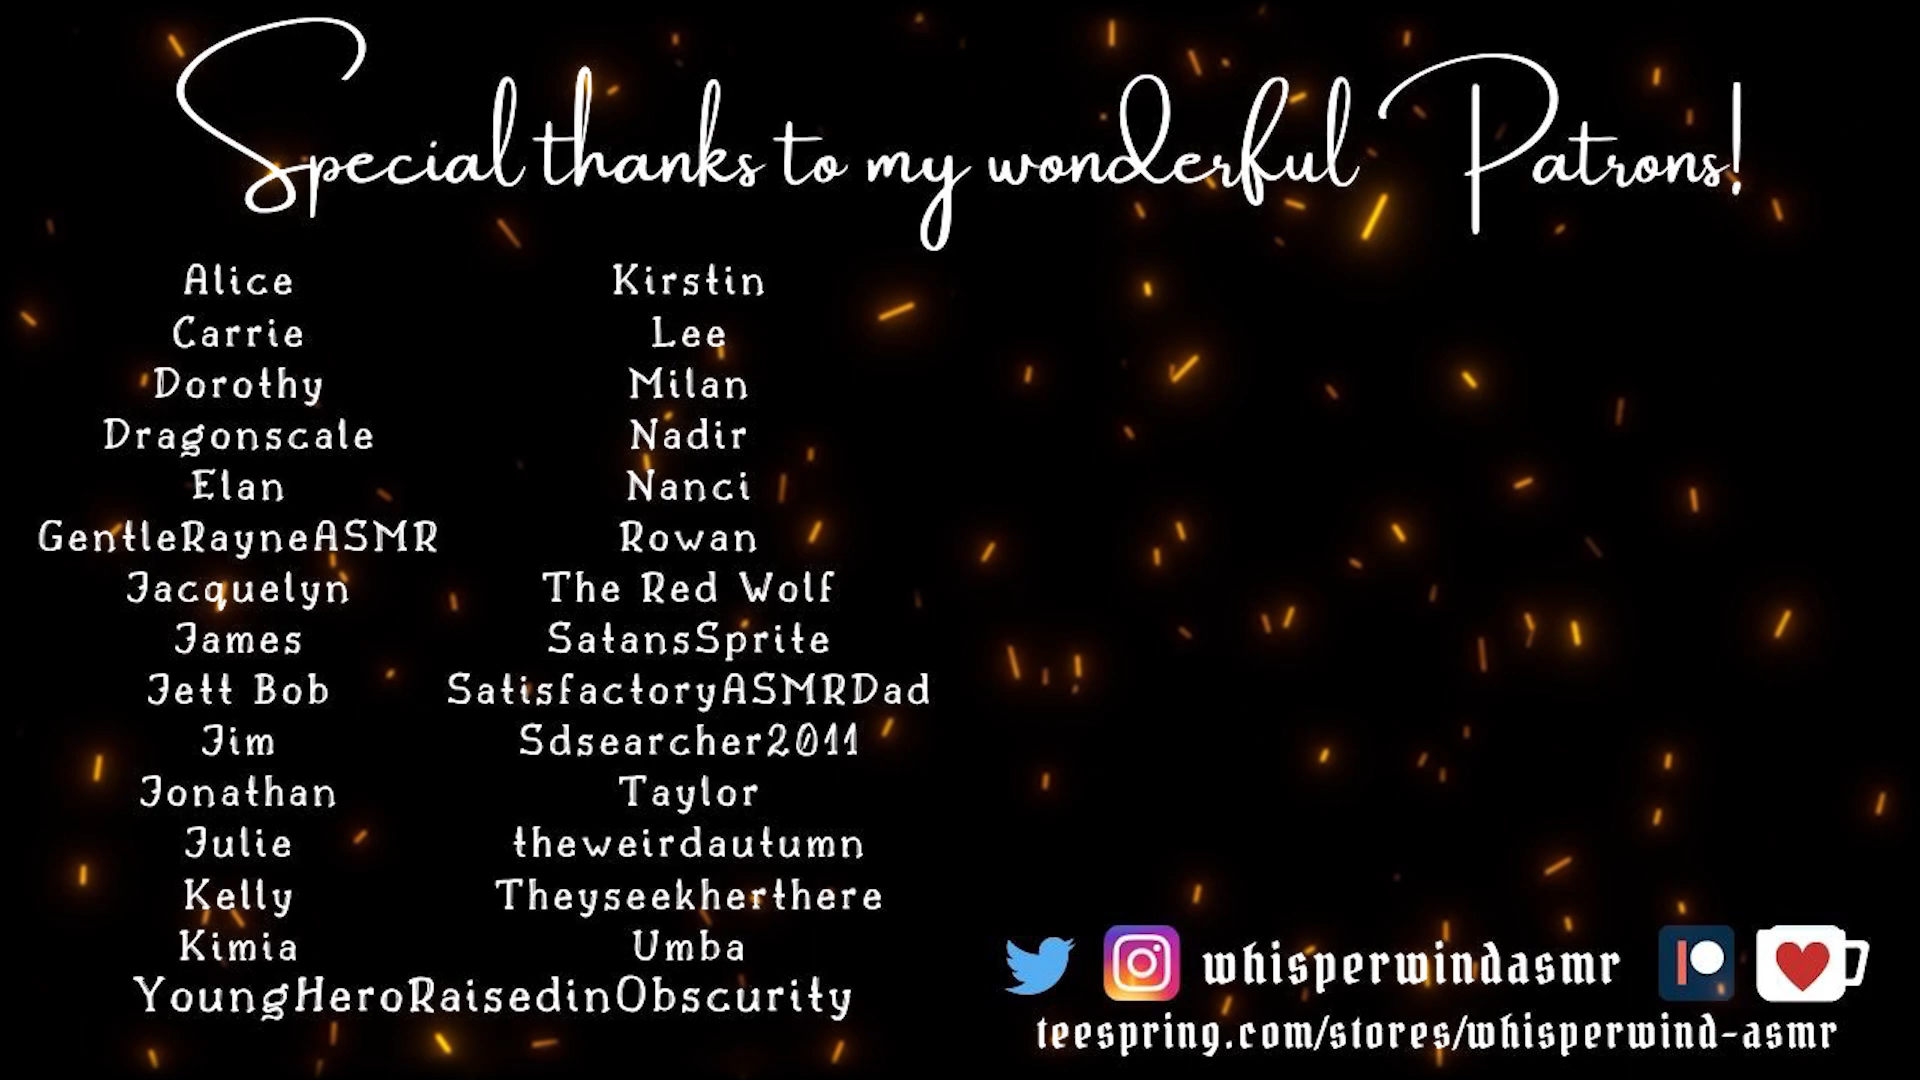 Special thanks to my wonderful Patrons!
Alice
Carrie
Dorothy
Dragonscale
Elan
GentleRayneASMR
Jacquelyn
James
Jett Bob
Jim
Jonathan
Julie
Kelly
Kimia
Kirstin
Lee
Milan
Nadir
Nanci
Rowan
The Red Wolf
SatansSprite
SatisfactoryASMRDad
Sdsearcher2011
Taylor
theweirdautumn
Theyseekherthere
Umba
YoungHeroRaisedinObscurity
whisperwindasmr
teespring.com/stores/whisperwind-asmr